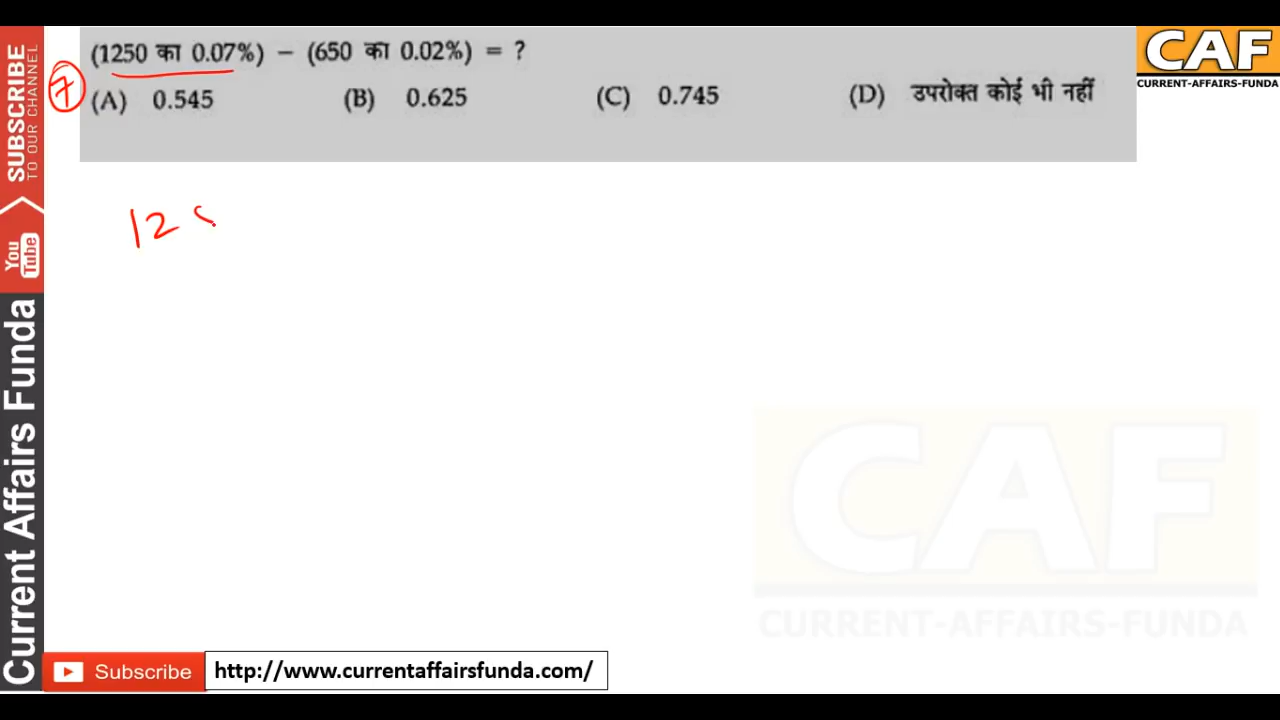 (1250 का 0.07%) − (650 का 0.02%) = ?
7
(A) 0.545 (B) 0.625 (C) 0.745 (D) उपरोक्त कोई भी नहीं
12
CAF
CURRENT-AFFAIRS-FUNDA
SUBSCRIBE
TO OUR CHANNEL
You
Tube
Current Affairs Funda
CAF
CURRENT-AFFAIRS-FUNDA
Subscribe
http://www.currentaffairsfunda.com/